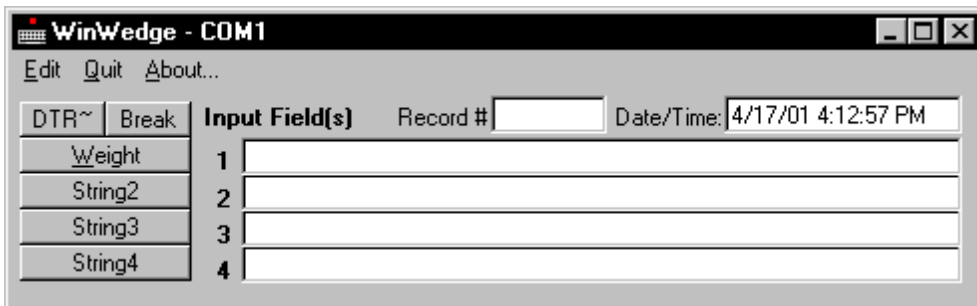 WinWedge - COM1
Edit Quit About...
DTR~ Break Input Field(s) Record # Date/Time: 4/17/01 4:12:57 PM
Weight 1
String2 2
String3 3
String4 4